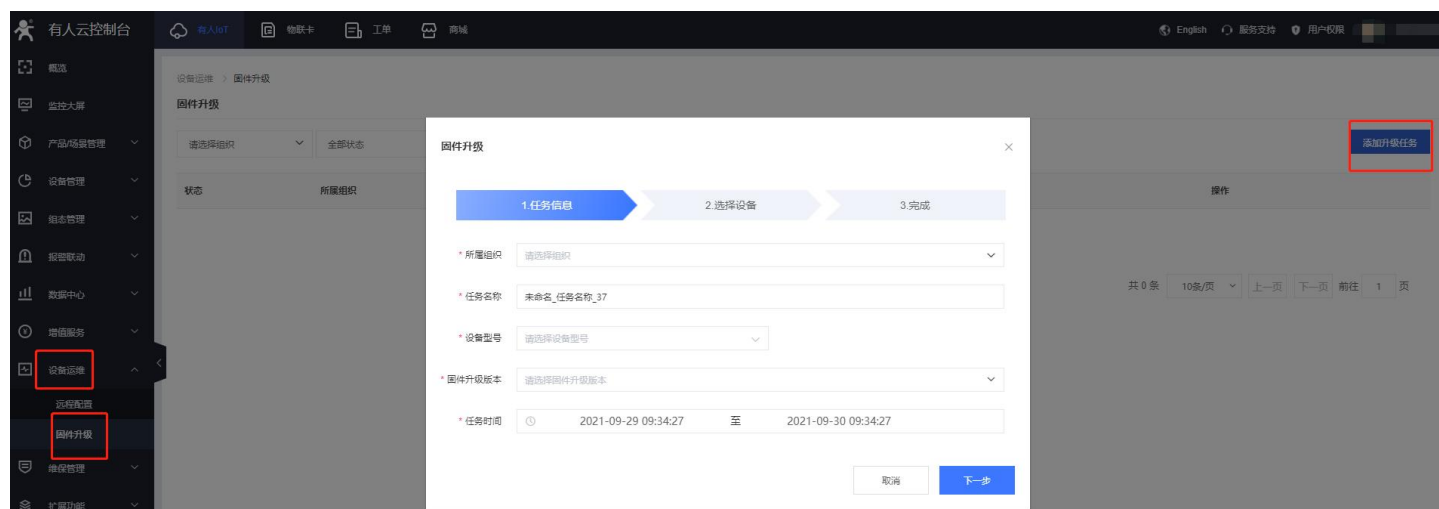 有人云控制台 有人IoT 物联卡 工单 商城 English 服务支持 用户权限
概览
设备运维 > 固件升级
监控大屏
固件升级
产品/场景管理
请选择组织 全部状态
添加升级任务
设备管理
状态 所属组织 操作
组态管理
报警联动
数据中心
共 0 条 10条/页 上一页 下一页 前往 1 页
增值服务
设备运维
远程配置
固件升级
维保管理
扩展功能
固件升级
1.任务信息 2.选择设备 3.完成
* 所属组织 请选择组织
* 任务名称 未命名_任务名称_37
* 设备型号 请选择设备型号
* 固件升级版本 请选择固件升级版本
* 任务时间 2021-09-29 09:34:27 至 2021-09-30 09:34:27
取消 下一步